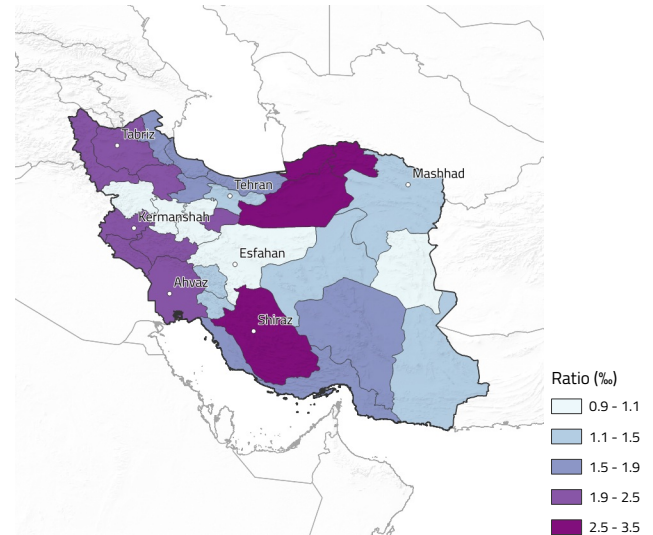 Tabriz
Tehran
Mashhad
Kermanshah
Esfahan
Ahvaz
Shiraz
Ratio (‰)
0.9 - 1.1
1.1 - 1.5
1.5 - 1.9
1.9 - 2.5
2.5 - 3.5